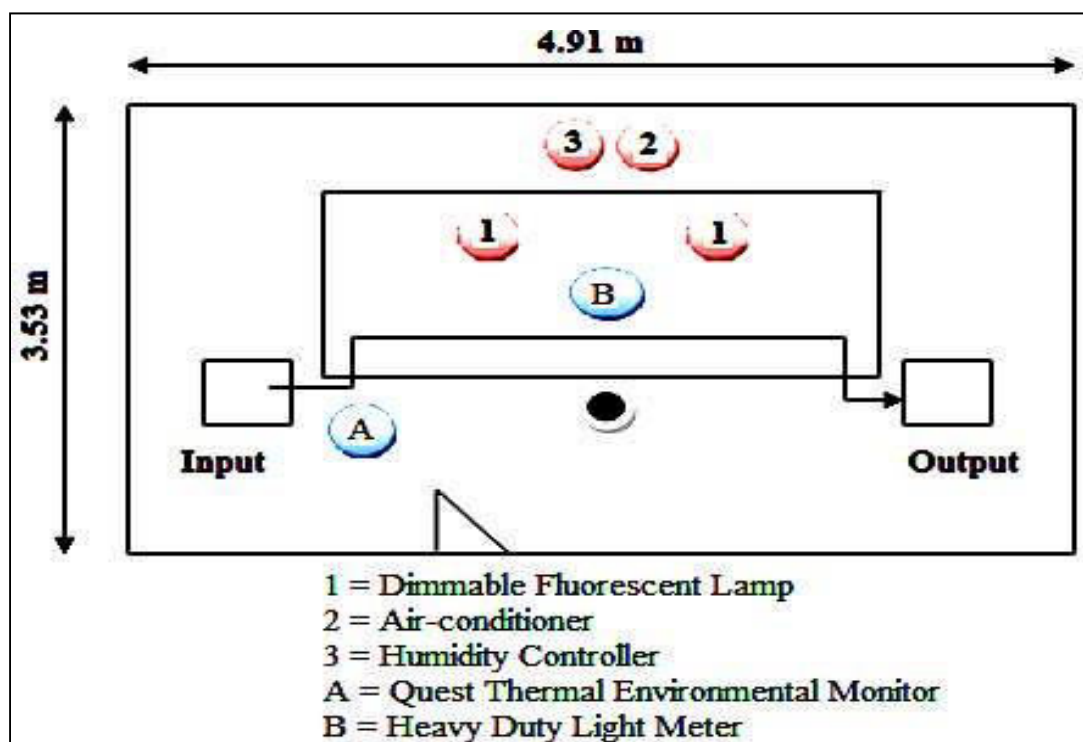 4.91 m
3.53 m
3 2
1 1
B
A
Input Output
1 = Dimmable Fluorescent Lamp
2 = Air-conditioner
3 = Humidity Controller
A = Quest Thermal Environmental Monitor
B = Heavy Duty Light Meter